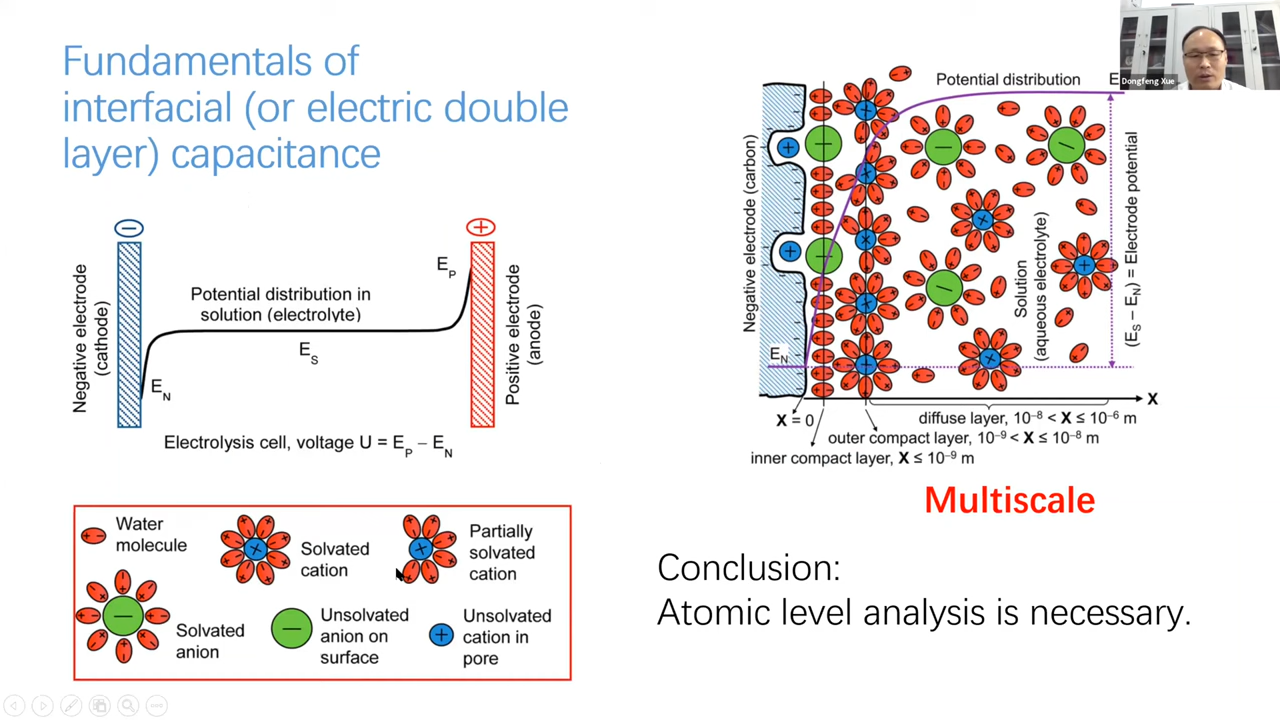 Fundamentals of
interfacial (or electric double
layer) capacitance
Negative electrode
(cathode)
−
+
Potential distribution in
solution (electrolyte)
E_S
E_N
E_P
Positive electrode
(anode)
Electrolysis cell, voltage U = E_P − E_N
Water
molecule
Solvated
cation
Partially
solvated
cation
Solvated
anion
Unsolvated
anion on
surface
Unsolvated
cation in
pore
Dongfeng Xue
Potential distribution
E
Negative electrode (carbon)
E_N
Solution
(aqueous electrolyte)
(E_S − E_N) = Electrode potential
X
X = 0
diffuse layer, 10⁻⁸ < X ≤ 10⁻⁶ m
outer compact layer, 10⁻⁹ < X ≤ 10⁻⁸ m
inner compact layer, X ≤ 10⁻⁹ m
Multiscale
Conclusion:
Atomic level analysis is necessary.